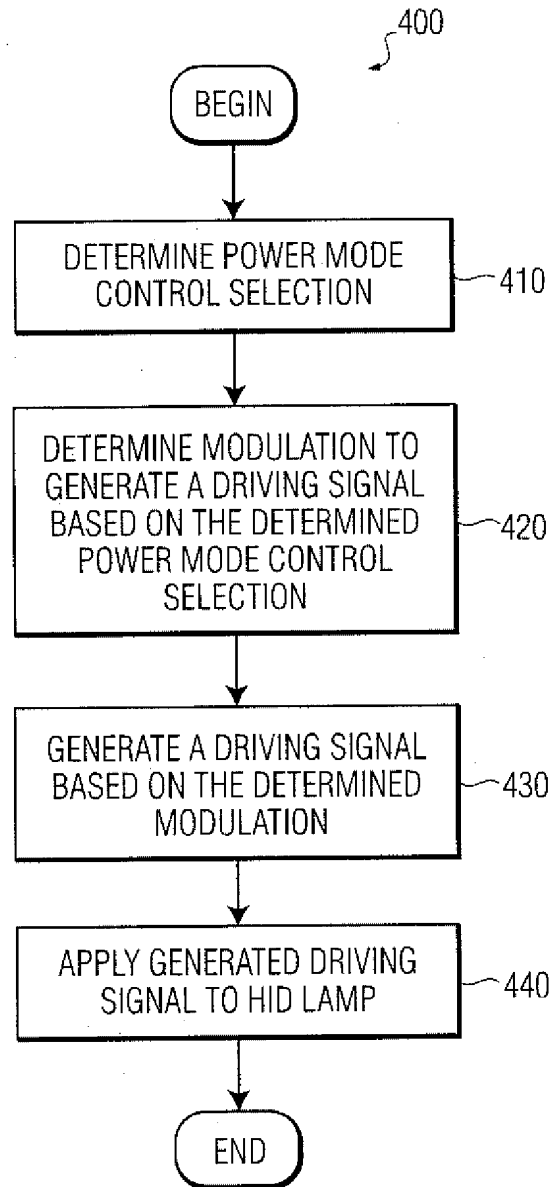 400
BEGIN
DETERMINE POWER MODE
CONTROL SELECTION
410
DETERMINE MODULATION TO
GENERATE A DRIVING SIGNAL
BASED ON THE DETERMINED
POWER MODE CONTROL
SELECTION
420
GENERATE A DRIVING SIGNAL
BASED ON THE DETERMINED
MODULATION
430
APPLY GENERATED DRIVING
SIGNAL TO HID LAMP
440
END